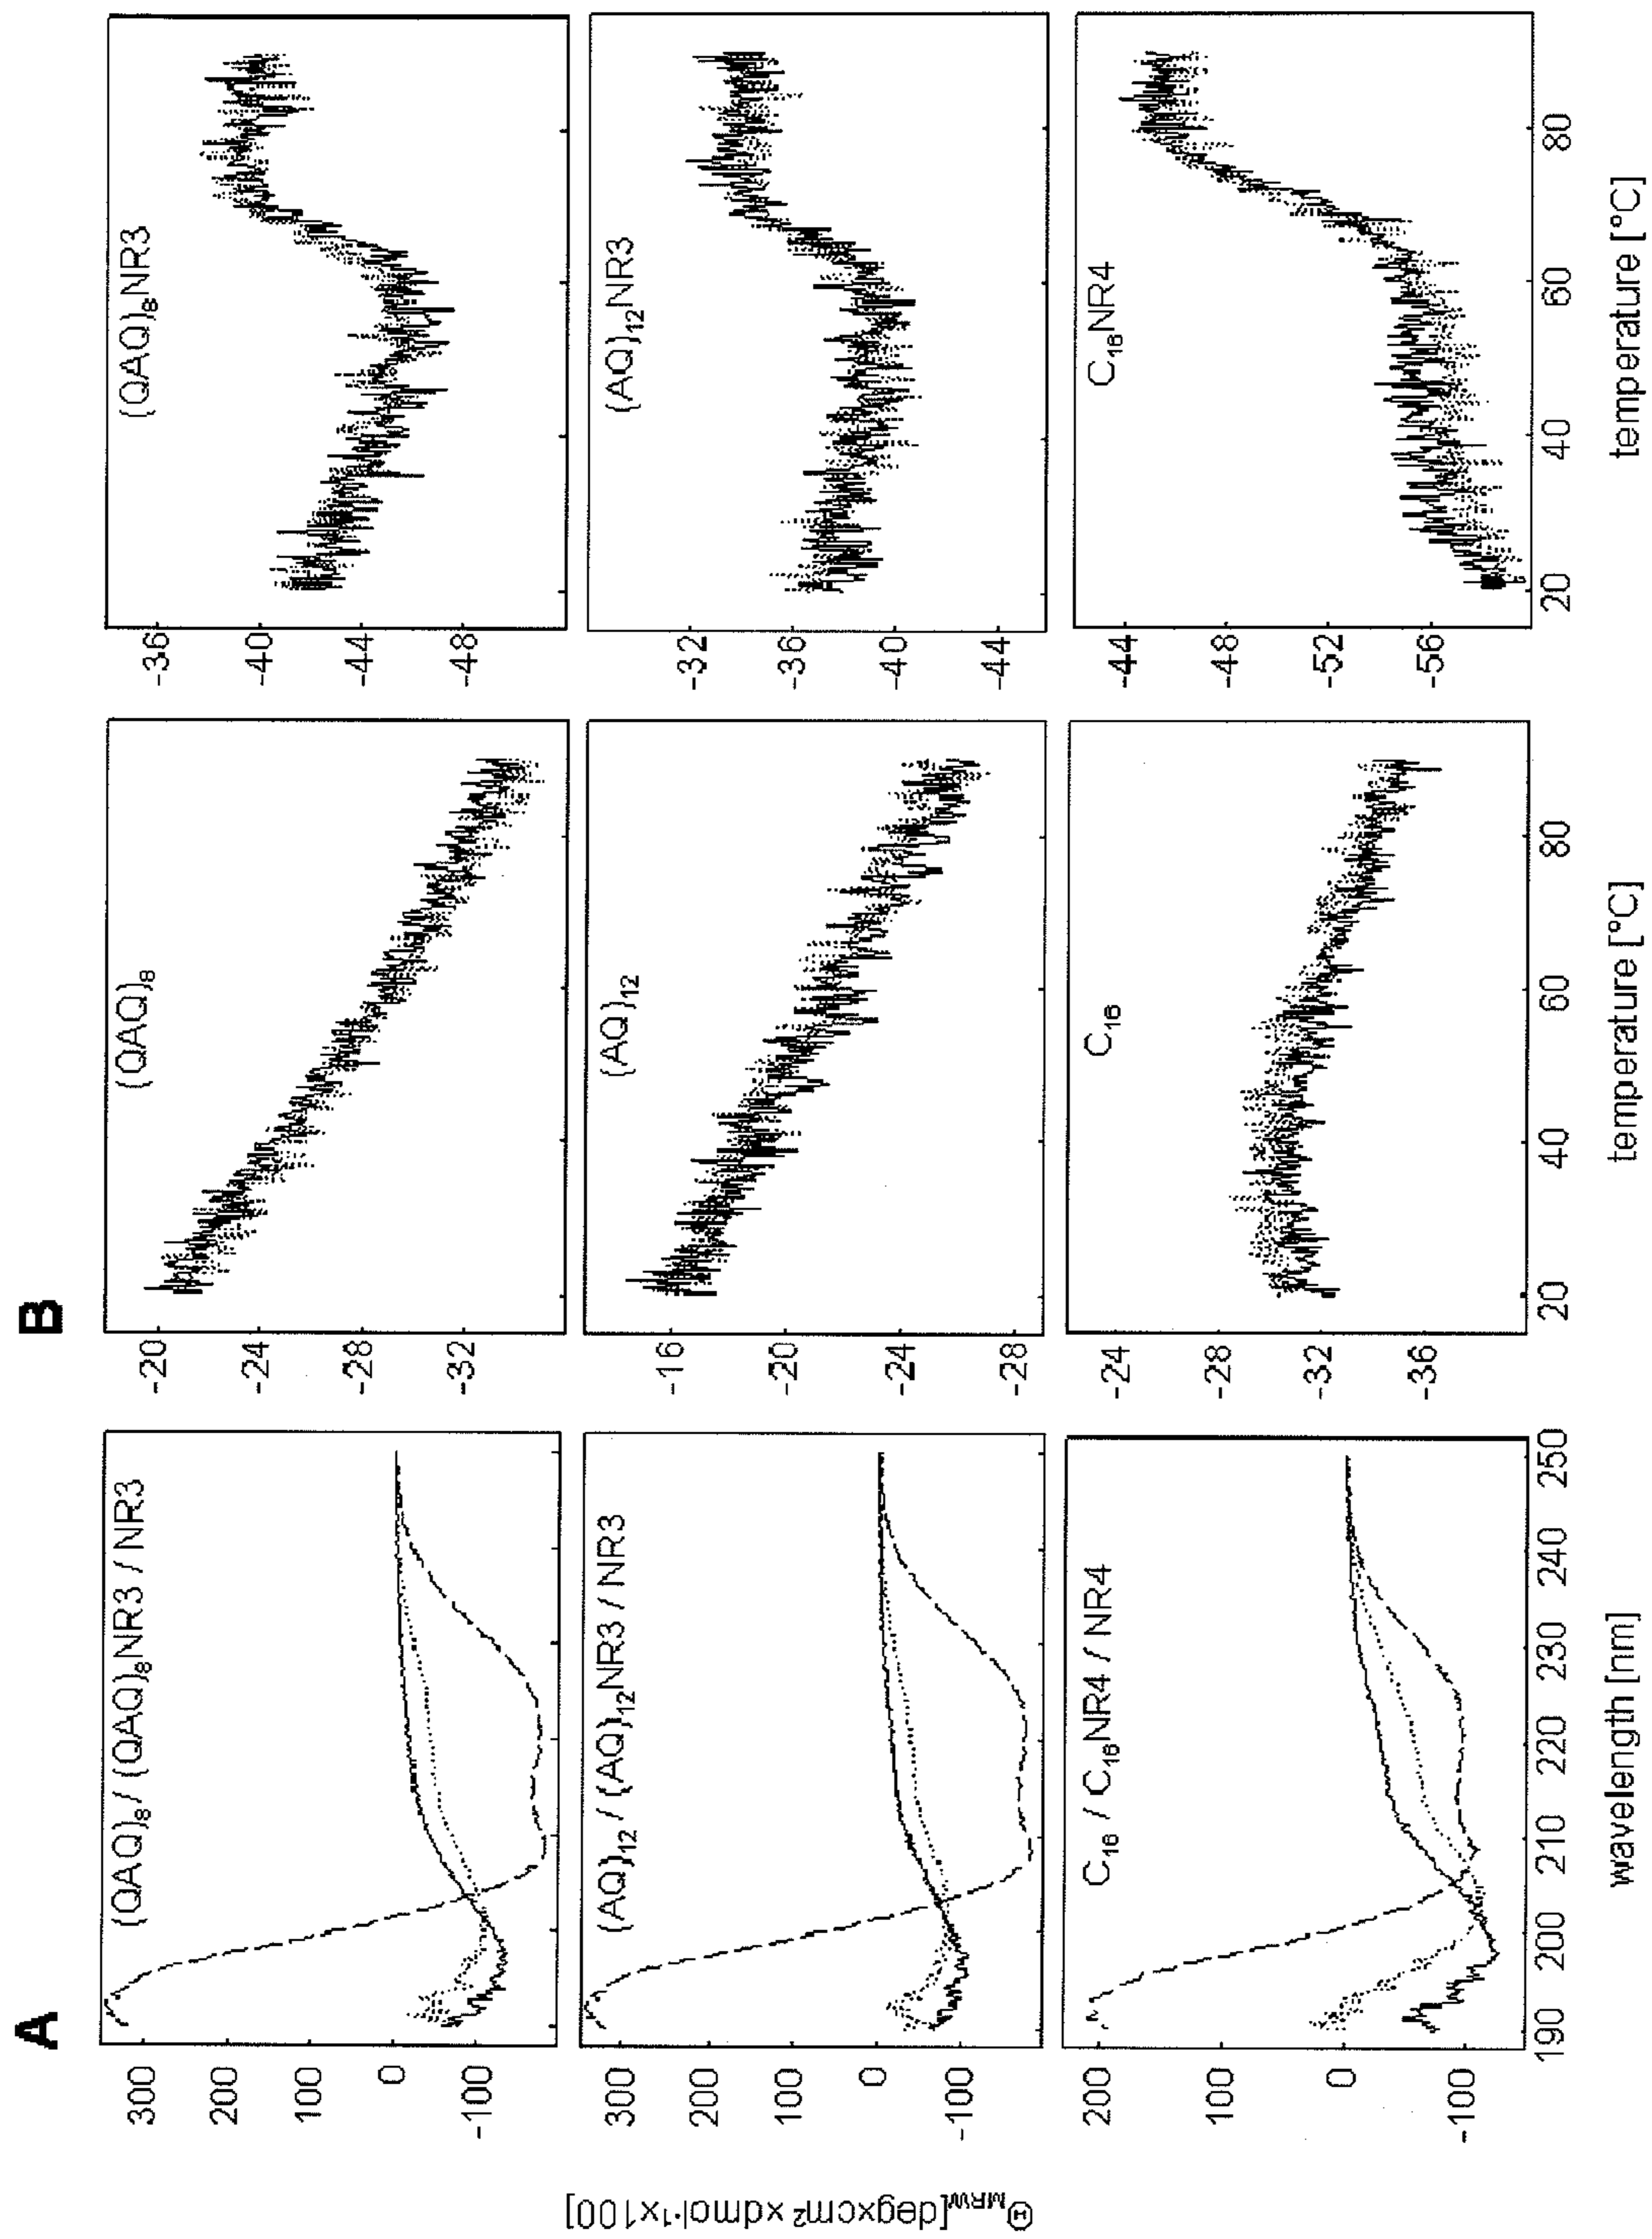 A
B
ΘMRW[degxcm² xdmol⁻¹x100]
(QAQ)₈ / (QAQ)₈NR3 / NR3
300
200
100
0
-100
(QAQ)₈
-20
-24
-28
-32
(QAQ)₈NR3
-36
-40
-44
-48
(AQ)₁₂ / (AQ)₁₂NR3 / NR3
300
200
100
0
-100
(AQ)₁₂
-16
-20
-24
-28
(AQ)₁₂NR3
-32
-36
-40
-44
C₁₆ / C₁₆NR4 / NR4
200
100
0
-100
190 200 210 220 230 240 250
wavelength [nm]
C₁₆
-24
-28
-32
-36
20 40 60 80
temperature [°C]
C₁₆NR4
-44
-48
-52
-56
20 40 60 80
temperature [°C]